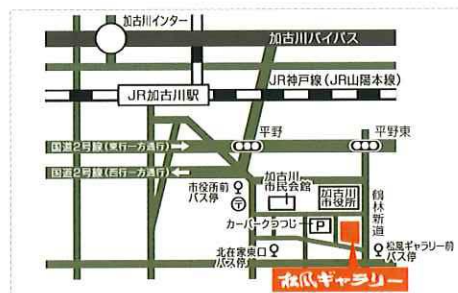 加古川インター
加古川バイパス
JR神戸線(JR山陽本線)
JR加古川駅
平野
平野東
国道2号線(東行一方通行)→
国道2号線(西行一方通行)←
加古川
市民会館
加古川
市役所
鶴林新道
市役所前
バス停
カーパークつつじ
P
北在家東口
バス停
松風ギャラリー前
バス停
松風ギャラリー